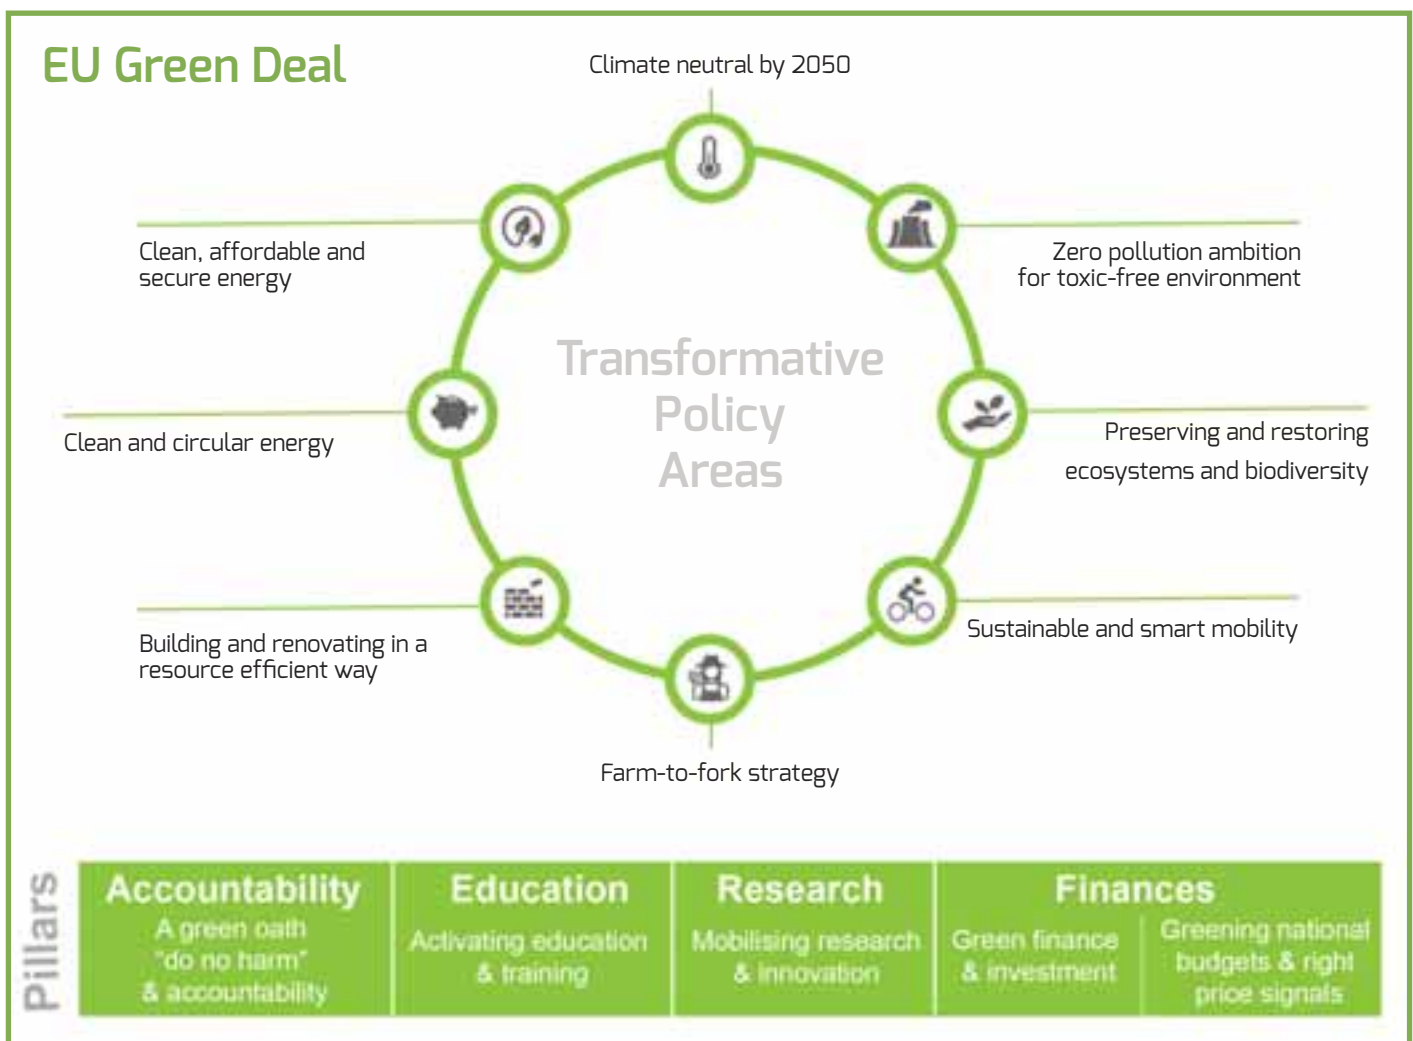 EU Green Deal
Climate neutral by 2050
Clean, affordable and
secure energy
Zero pollution ambition
for toxic-free environment
Transformative
Policy
Areas
Clean and circular energy
Preserving and restoring
ecosystems and biodiversity
Building and renovating in a
resource efficient way
Sustainable and smart mobility
Farm-to-fork strategy
Pillars
Accountability
A green oath
"do no harm"
& accountability
Education
Activating education
& training
Research
Mobilising research
& innovation
Finances
Green finance
& investment
Greening national
budgets & right
price signals